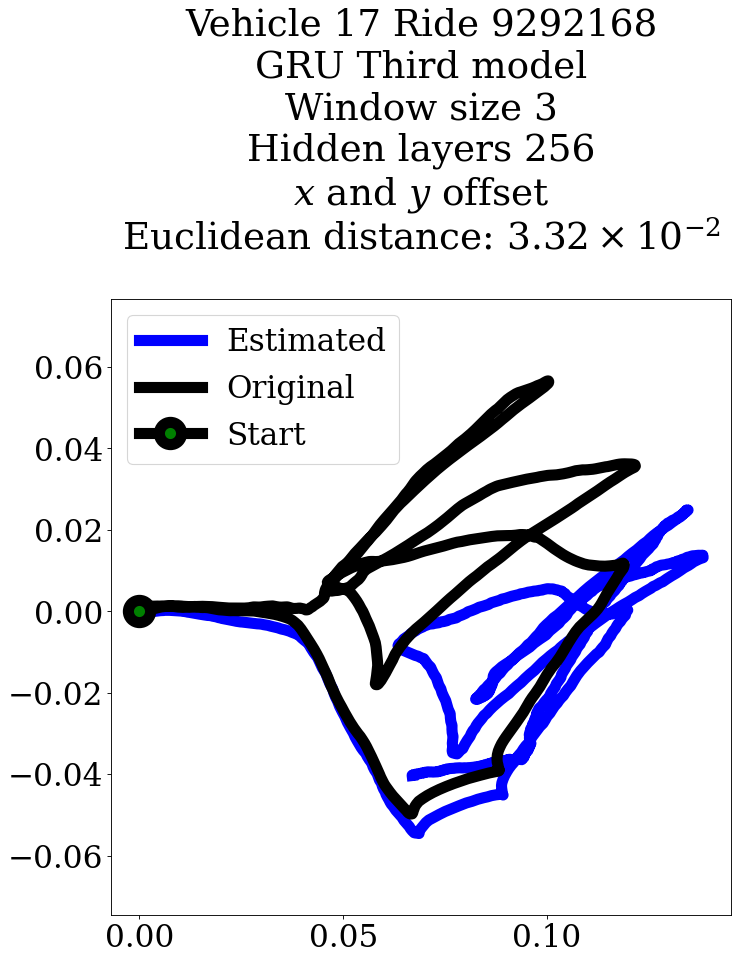 Vehicle 17 Ride 9292168
GRU Third model
Window size 3
Hidden layers 256
x and y offset
Euclidean distance: 3.32 × 10⁻²
Estimated
Original
Start
0.06
0.04
0.02
0.00
−0.02
−0.04
−0.06
0.00 0.05 0.10